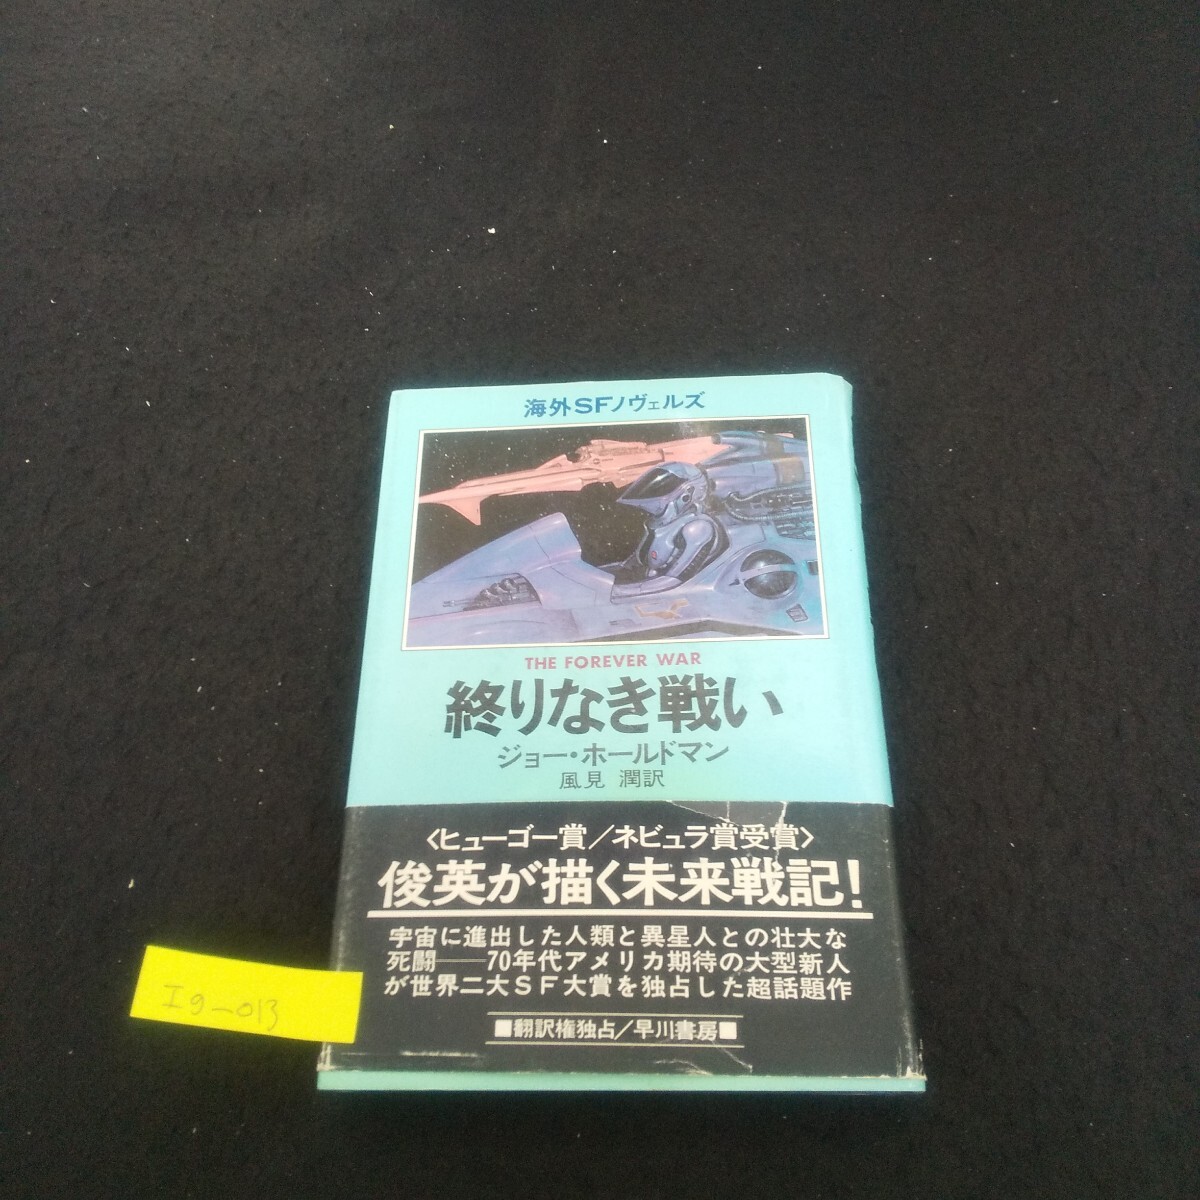 海外SFノヴェルズ
THE FOREVER WAR
終りなき戦い
ジョー・ホールドマン
風見 潤訳
〈ヒューゴー賞/ネビュラ賞受賞〉
俊英が描く未来戦記!
宇宙に進出した人類と異星人との壮大な
死闘――70年代アメリカ期待の大型新人
が世界二大SF大賞を独占した超話題作
■翻訳権独占/早川書房■
Ig-013